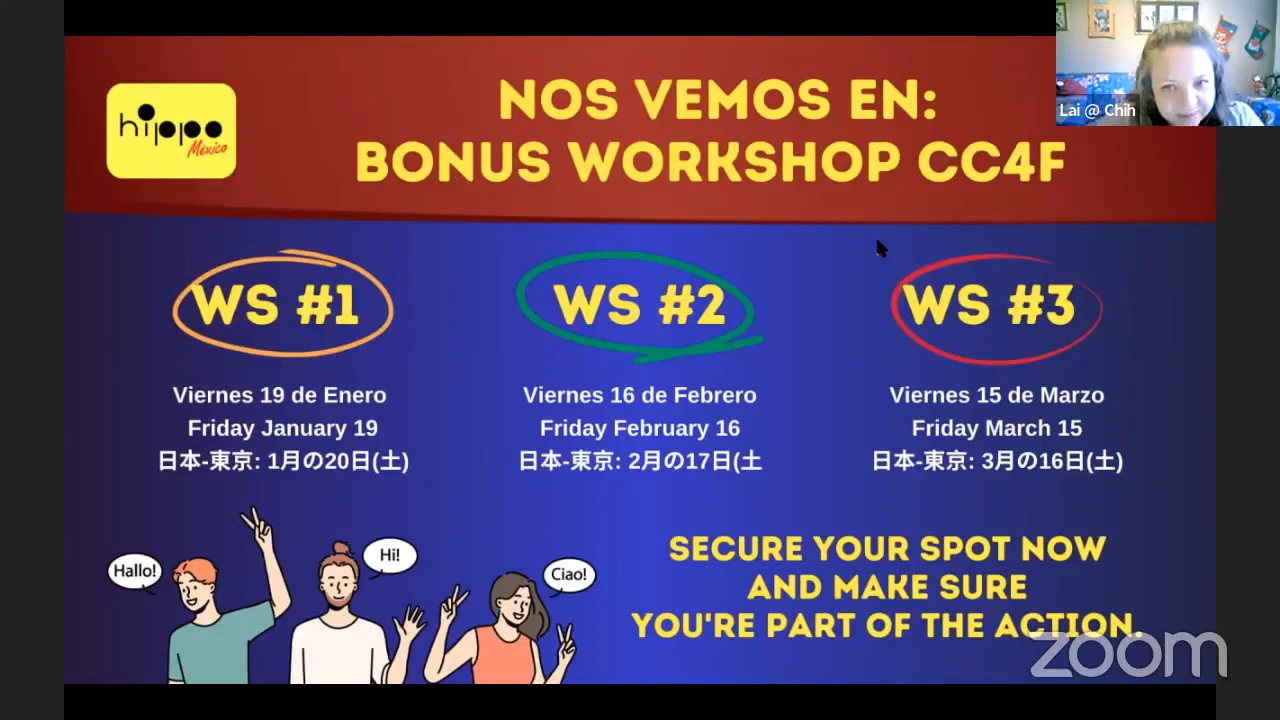 hippo
México
NOS VEMOS EN:
BONUS WORKSHOP CC4F
Lai @ Chih
WS #1
WS #2
WS #3
Viernes 19 de Enero
Friday January 19
日本-東京: 1月の20日(土)
Viernes 16 de Febrero
Friday February 16
日本-東京: 2月の17日(土
Viernes 15 de Marzo
Friday March 15
日本-東京: 3月の16日(土)
Hallo!
Hi!
Ciao!
SECURE YOUR SPOT NOW
AND MAKE SURE
YOU'RE PART OF THE ACTION.
zoom